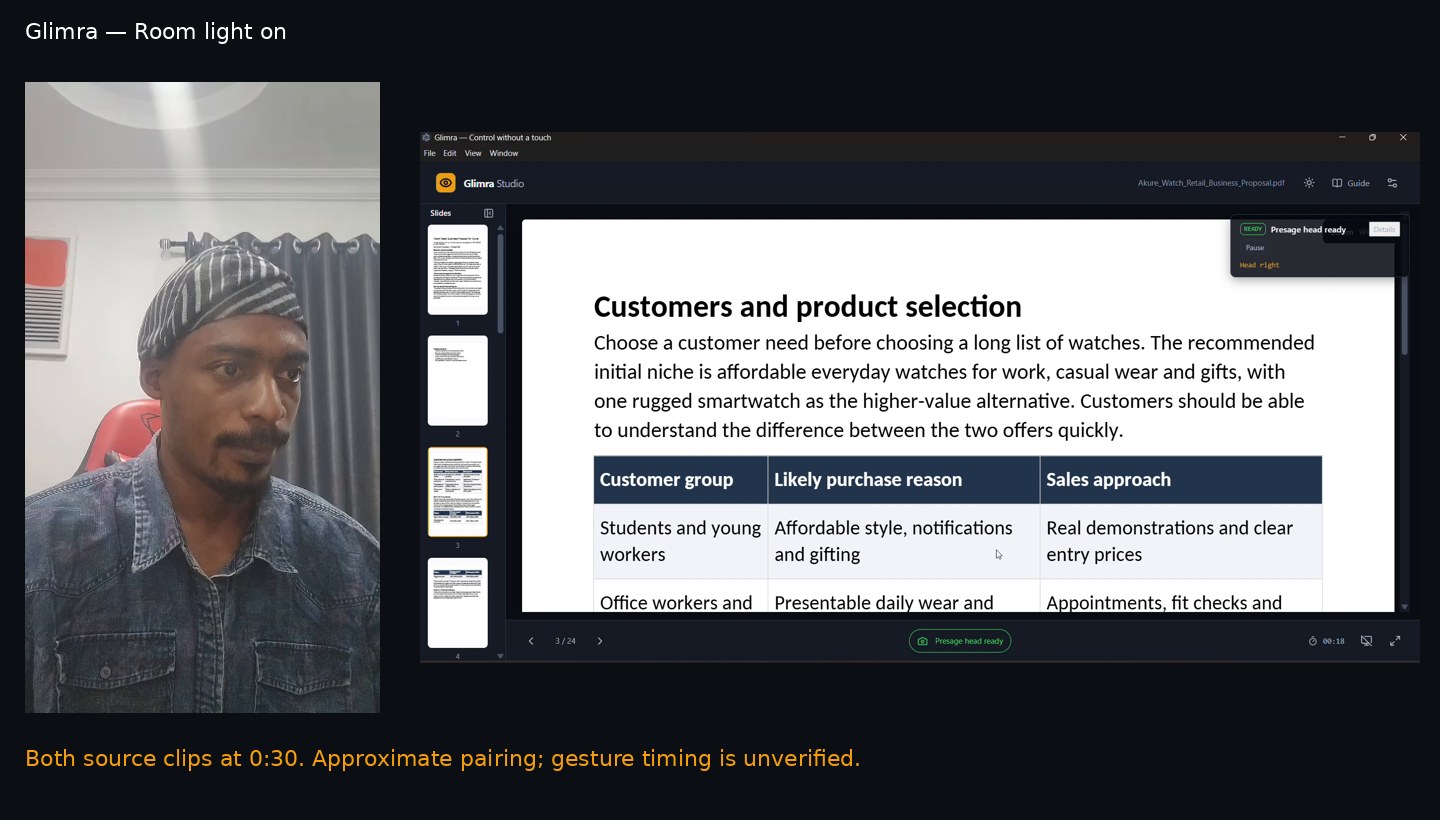 Glimra — Room light on
Glimra — Control without a touch
File Edit View Window
Glimra Studio
Akure_Watch_Retail_Business_Proposal.pdf
Guide
Slides
1
2
3
4
READY Presage head ready
Details
Pause
Head right
Customers and product selection
Choose a customer need before choosing a long list of watches. The recommended
initial niche is affordable everyday watches for work, casual wear and gifts, with
one rugged smartwatch as the higher-value alternative. Customers should be able
to understand the difference between the two offers quickly.
Customer group Likely purchase reason Sales approach
Students and young Affordable style, notifications Real demonstrations and clear
workers and gifting entry prices
Office workers and Presentable daily wear and Appointments, fit checks and
3 / 24
Presage head ready
00:18
Both source clips at 0:30. Approximate pairing; gesture timing is unverified.